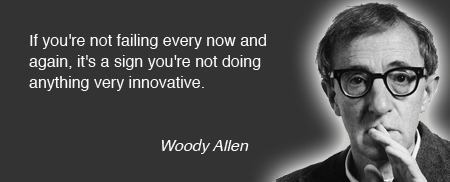 If you're not failing every now and
again, it's a sign you're not doing
anything very innovative.
Woody Allen